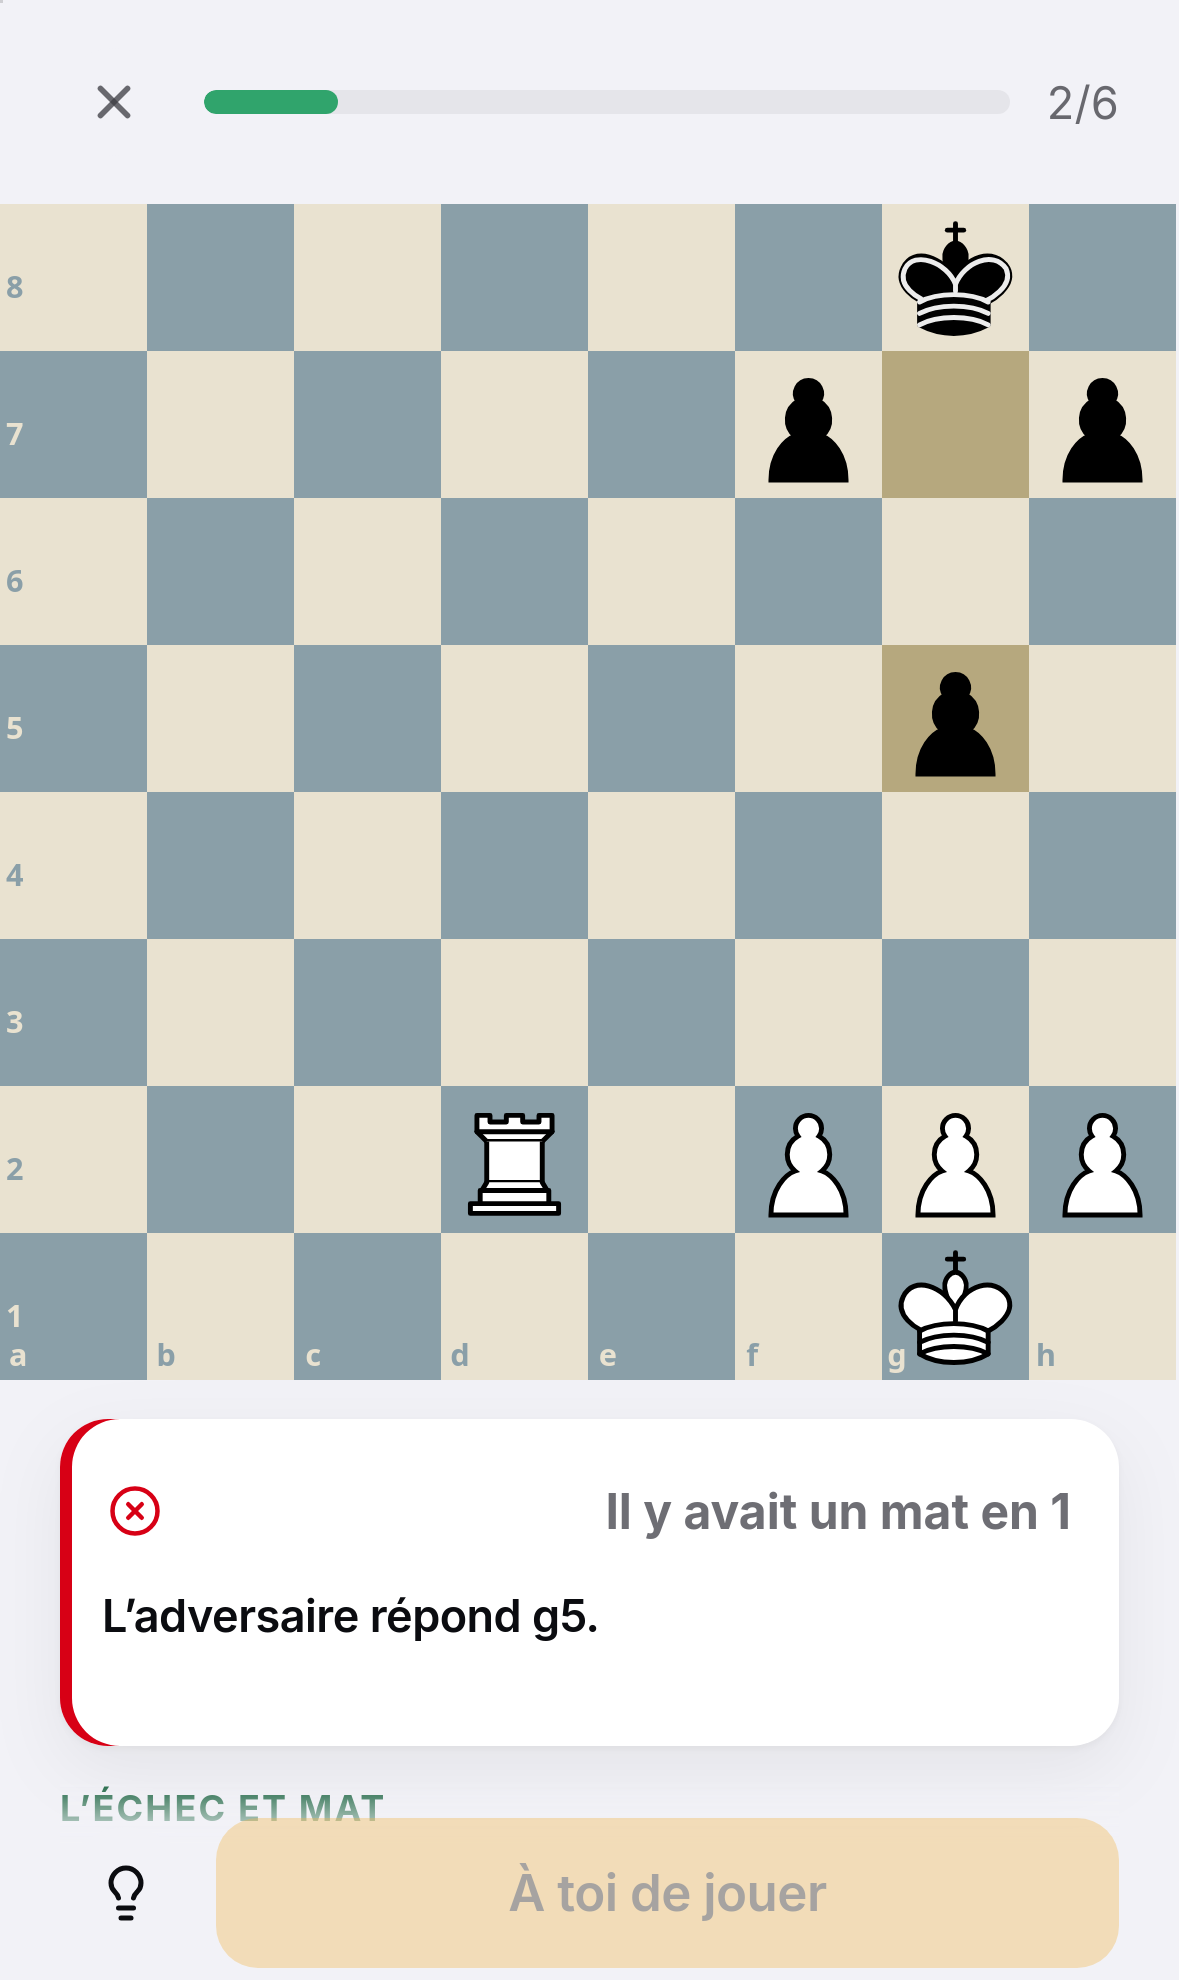 2/6
8
7
6
5
4
3
2
1
a b c d e f g h
Il y avait un mat en 1
L’adversaire répond g5.
L’ÉCHEC ET MAT
À toi de jouer